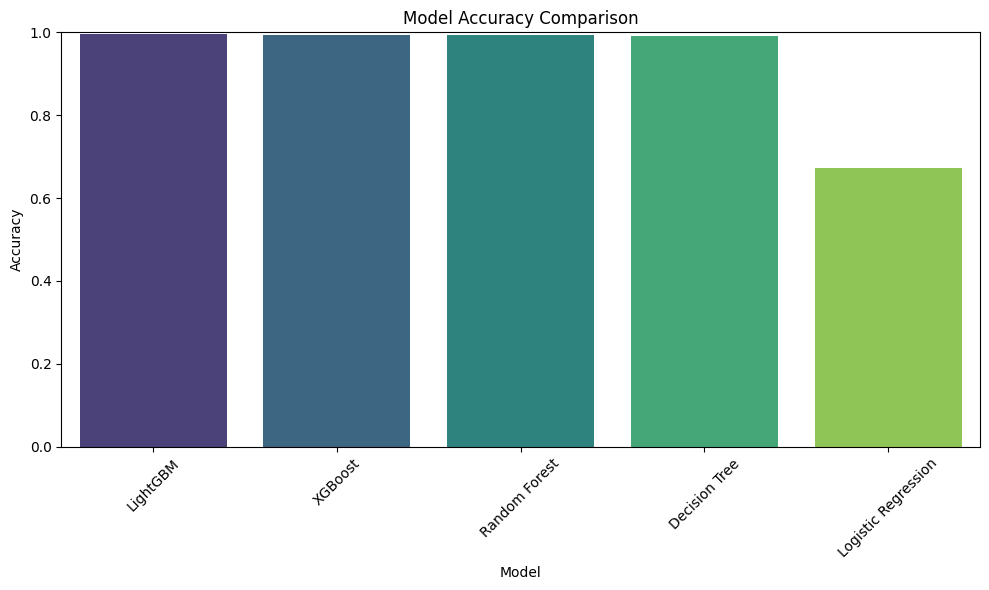 Model Accuracy Comparison
1.0
0.8
0.6
0.4
0.2
0.0
Accuracy
LightGBM
XGBoost
Random Forest
Decision Tree
Logistic Regression
Model